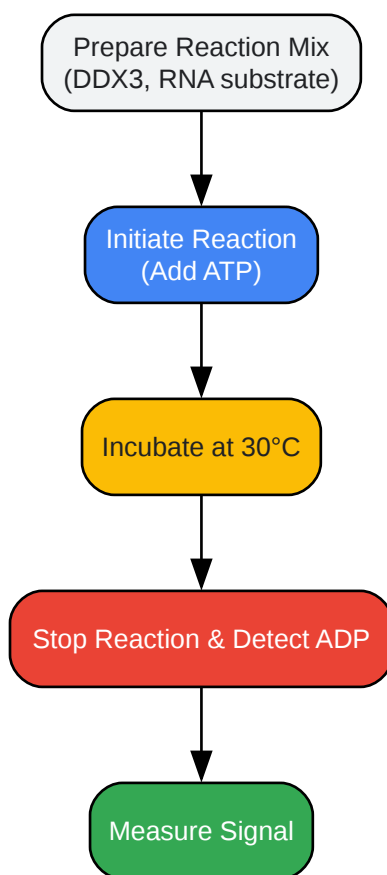 Prepare Reaction Mix
(DDX3, RNA substrate)
Initiate Reaction
(Add ATP)
Incubate at 30°C
Stop Reaction & Detect ADP
Measure Signal